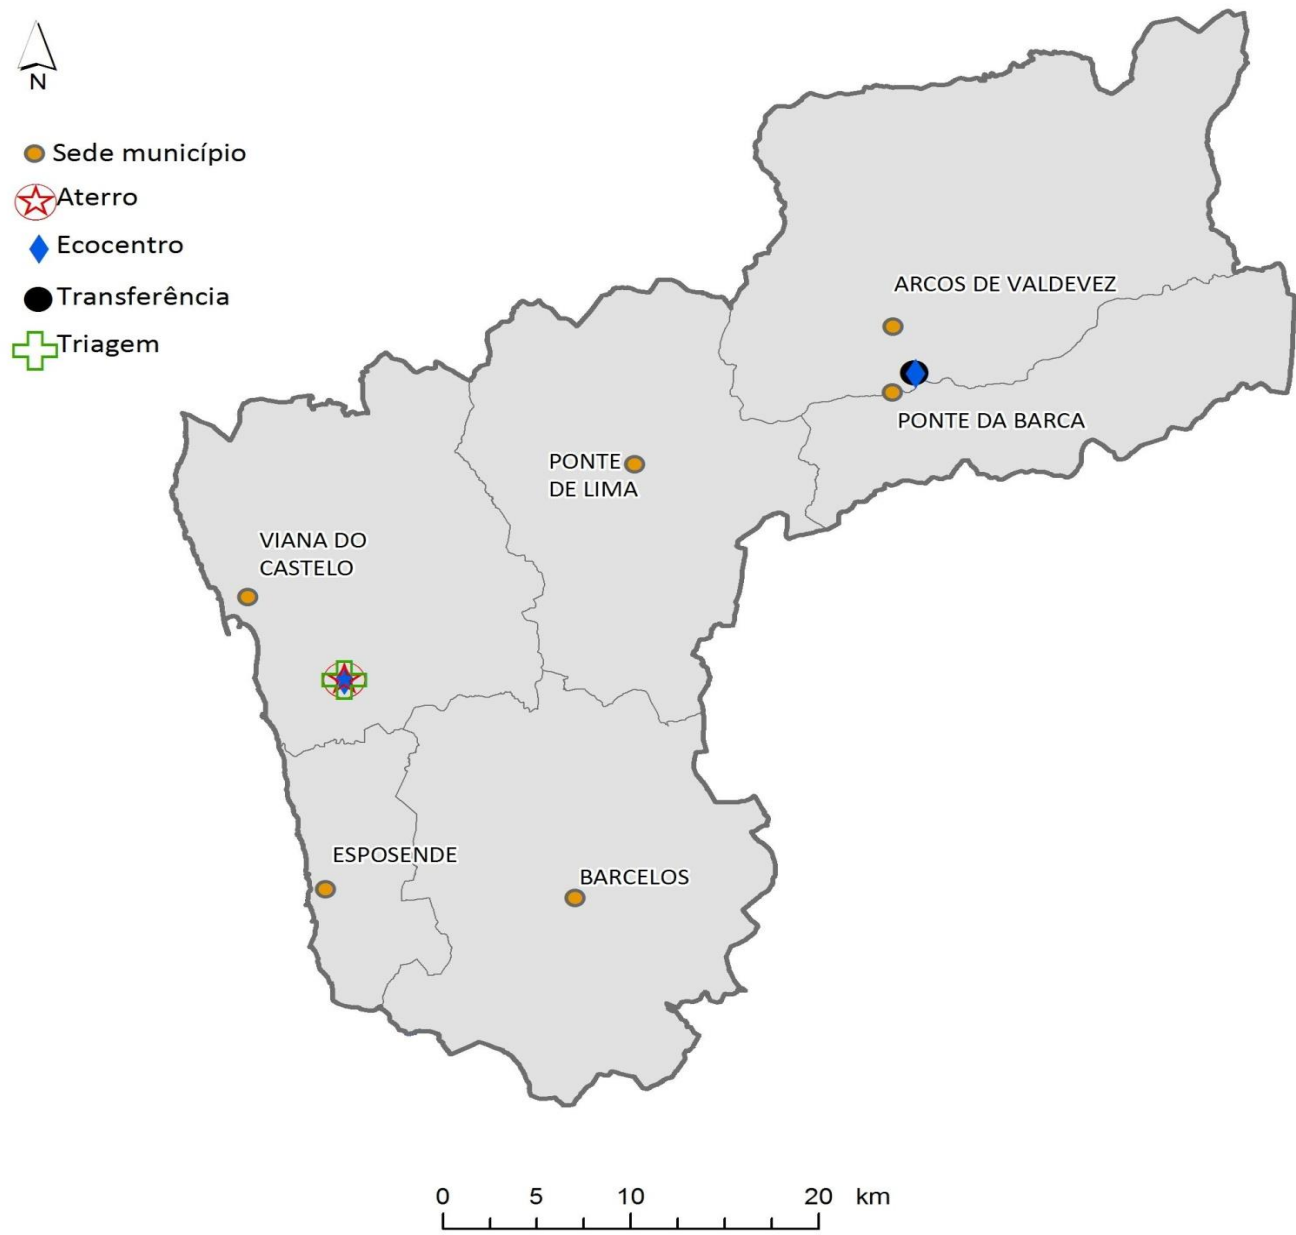 N
Sede município
Aterro
Ecocentro
Transferência
Triagem
ARCOS DE VALDEVEZ
PONTE DA BARCA
PONTE
DE LIMA
VIANA DO
CASTELO
ESPOSENDE
BARCELOS
0 5 10 20 km